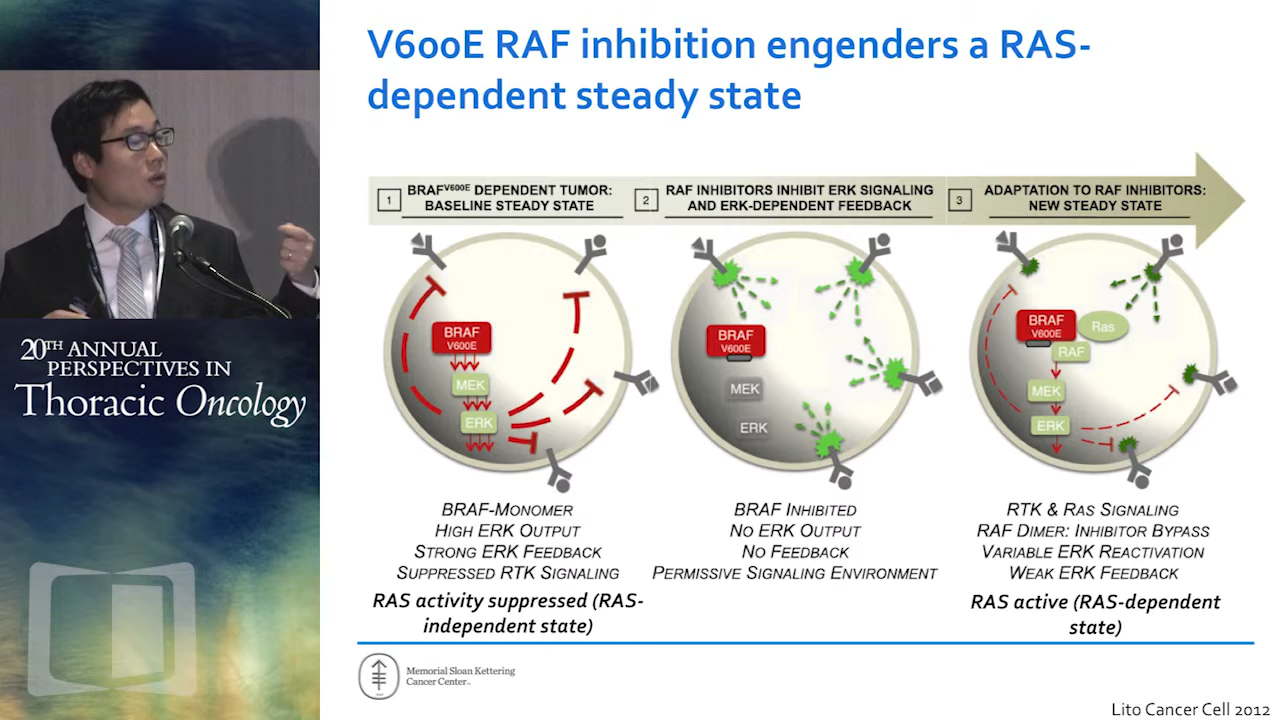 V600E RAF inhibition engenders a RAS-
dependent steady state
1
BRAFV600E DEPENDENT TUMOR:
BASELINE STEADY STATE
2
RAF INHIBITORS INHIBIT ERK SIGNALING
AND ERK-DEPENDENT FEEDBACK
3
ADAPTATION TO RAF INHIBITORS:
NEW STEADY STATE
BRAF
V600E
MEK
ERK
BRAF
V600E
MEK
ERK
BRAF
V600E
Ras
RAF
MEK
ERK
BRAF-MONOMER
HIGH ERK OUTPUT
STRONG ERK FEEDBACK
SUPPRESSED RTK SIGNALING
RAS activity suppressed (RAS-
independent state)
BRAF INHIBITED
NO ERK OUTPUT
NO FEEDBACK
PERMISSIVE SIGNALING ENVIRONMENT
RTK & RAS SIGNALING
RAF DIMER: INHIBITOR BYPASS
VARIABLE ERK REACTIVATION
WEAK ERK FEEDBACK
RAS active (RAS-dependent
state)
20TH ANNUAL
PERSPECTIVES IN
Thoracic Oncology
Memorial Sloan Kettering
Cancer Center
Lito Cancer Cell 2012